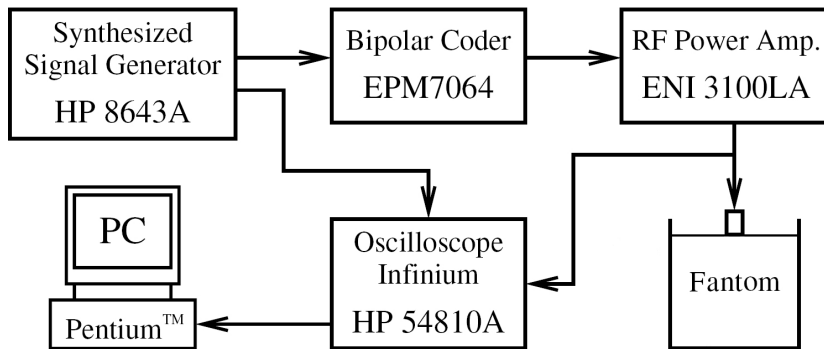 Synthesized
Signal Generator
HP 8643A
Bipolar Coder
EPM7064
RF Power Amp.
ENI 3100LA
PC
Pentium™
Oscilloscope
Infinium
HP 54810A
Fantom